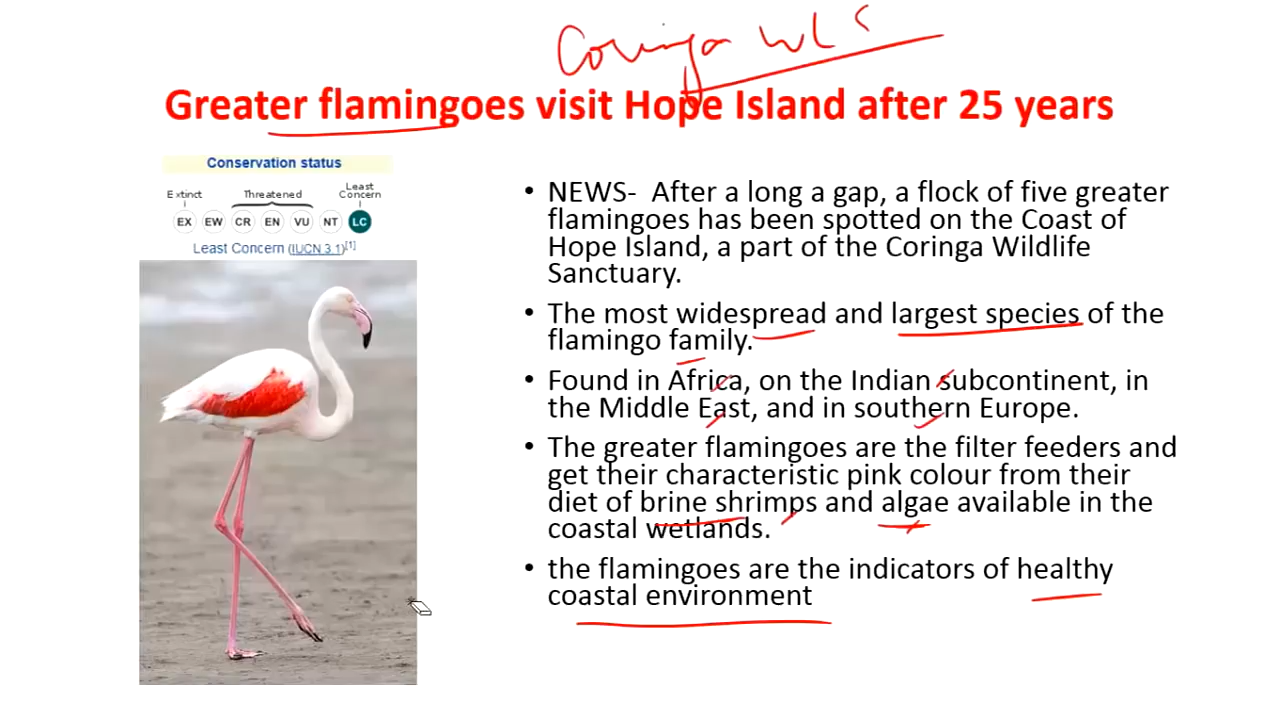 Coringa WLS
Greater flamingoes visit Hope Island after 25 years
Conservation status
Extinct Threatened Least Concern
EX EW CR EN VU NT LC
Least Concern (IUCN 3.1)[1]
• NEWS- After a long a gap, a flock of five greater
flamingoes has been spotted on the Coast of
Hope Island, a part of the Coringa Wildlife
Sanctuary.
• The most widespread and largest species of the
flamingo family.
• Found in Africa, on the Indian subcontinent, in
the Middle East, and in southern Europe.
• The greater flamingoes are the filter feeders and
get their characteristic pink colour from their
diet of brine shrimps and algae available in the
coastal wetlands.
• the flamingoes are the indicators of healthy
coastal environment